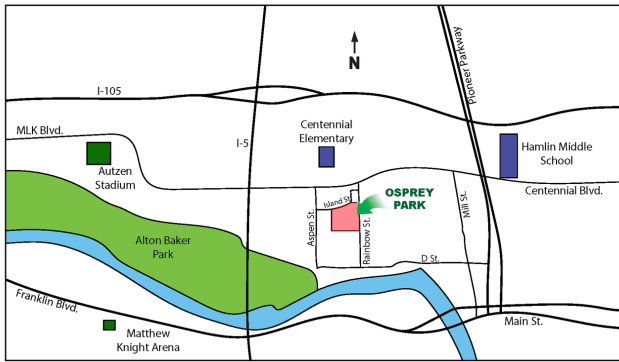 N
I-105
Pioneer Parkway
MLK Blvd.
I-5
Centennial
Elementary
Hamlin Middle
School
Autzen
Stadium
Centennial Blvd.
OSPREY
PARK
Island St.
Aspen St.
Rainbow St.
Mill St.
Alton Baker
Park
D St.
Franklin Blvd.
Main St.
Matthew
Knight Arena